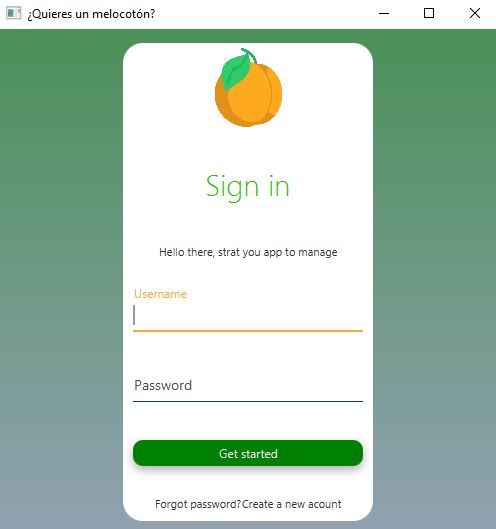 ¿Quieres un melocotón?
Sign in
Hello there, strat you app to manage
Username
Password
Get started
Forgot password? Create a new acount